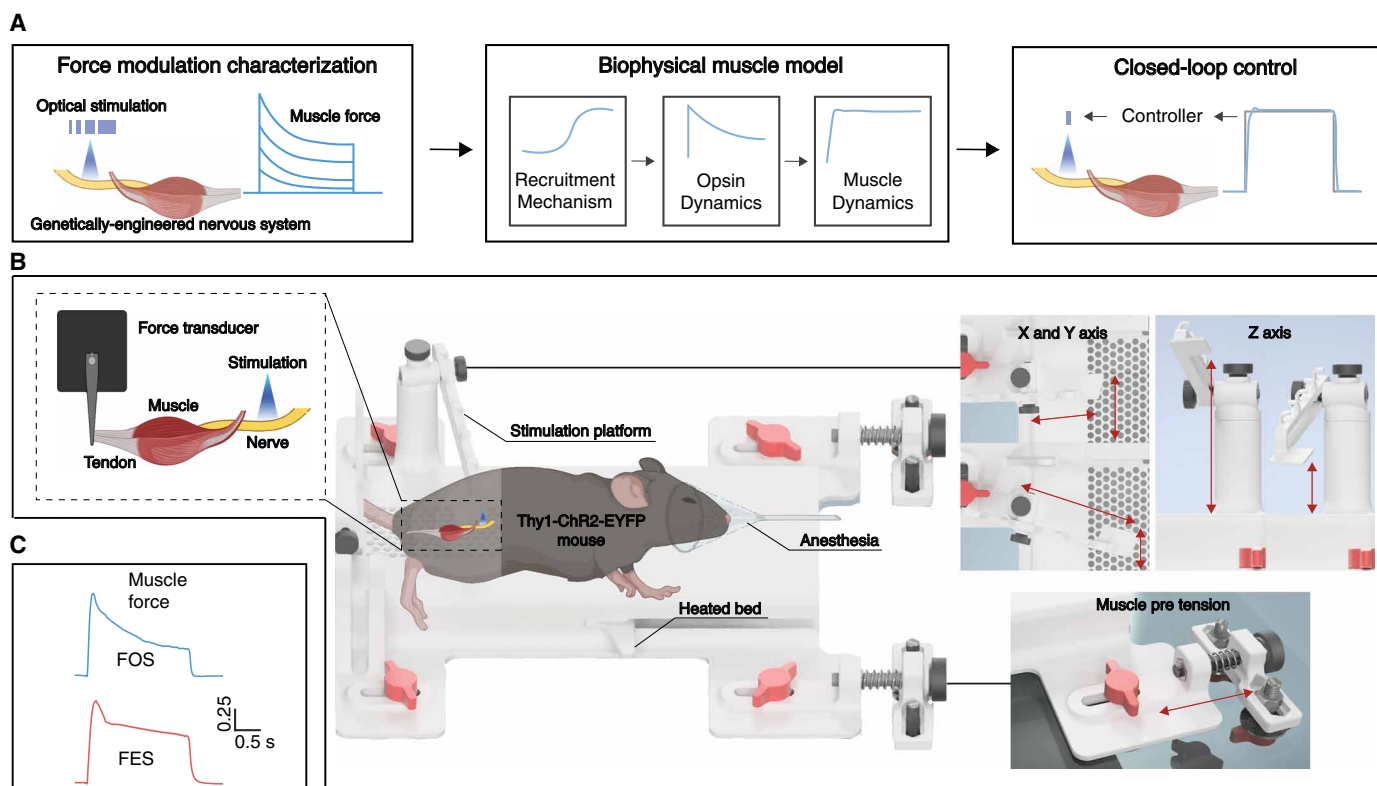 A
Force modulation characterization
Optical stimulation
Muscle force
Genetically-engineered nervous system
Biophysical muscle model
Recruitment
Mechanism
Opsin
Dynamics
Muscle
Dynamics
Closed-loop control
Controller
B
Force transducer
Stimulation
Muscle
Nerve
Tendon
Stimulation platform
Thy1-ChR2-EYFP
mouse
Anesthesia
Heated bed
X and Y axis
Z axis
Muscle pre tension
C
Muscle
force
FOS
FES
0.25
0.5 s